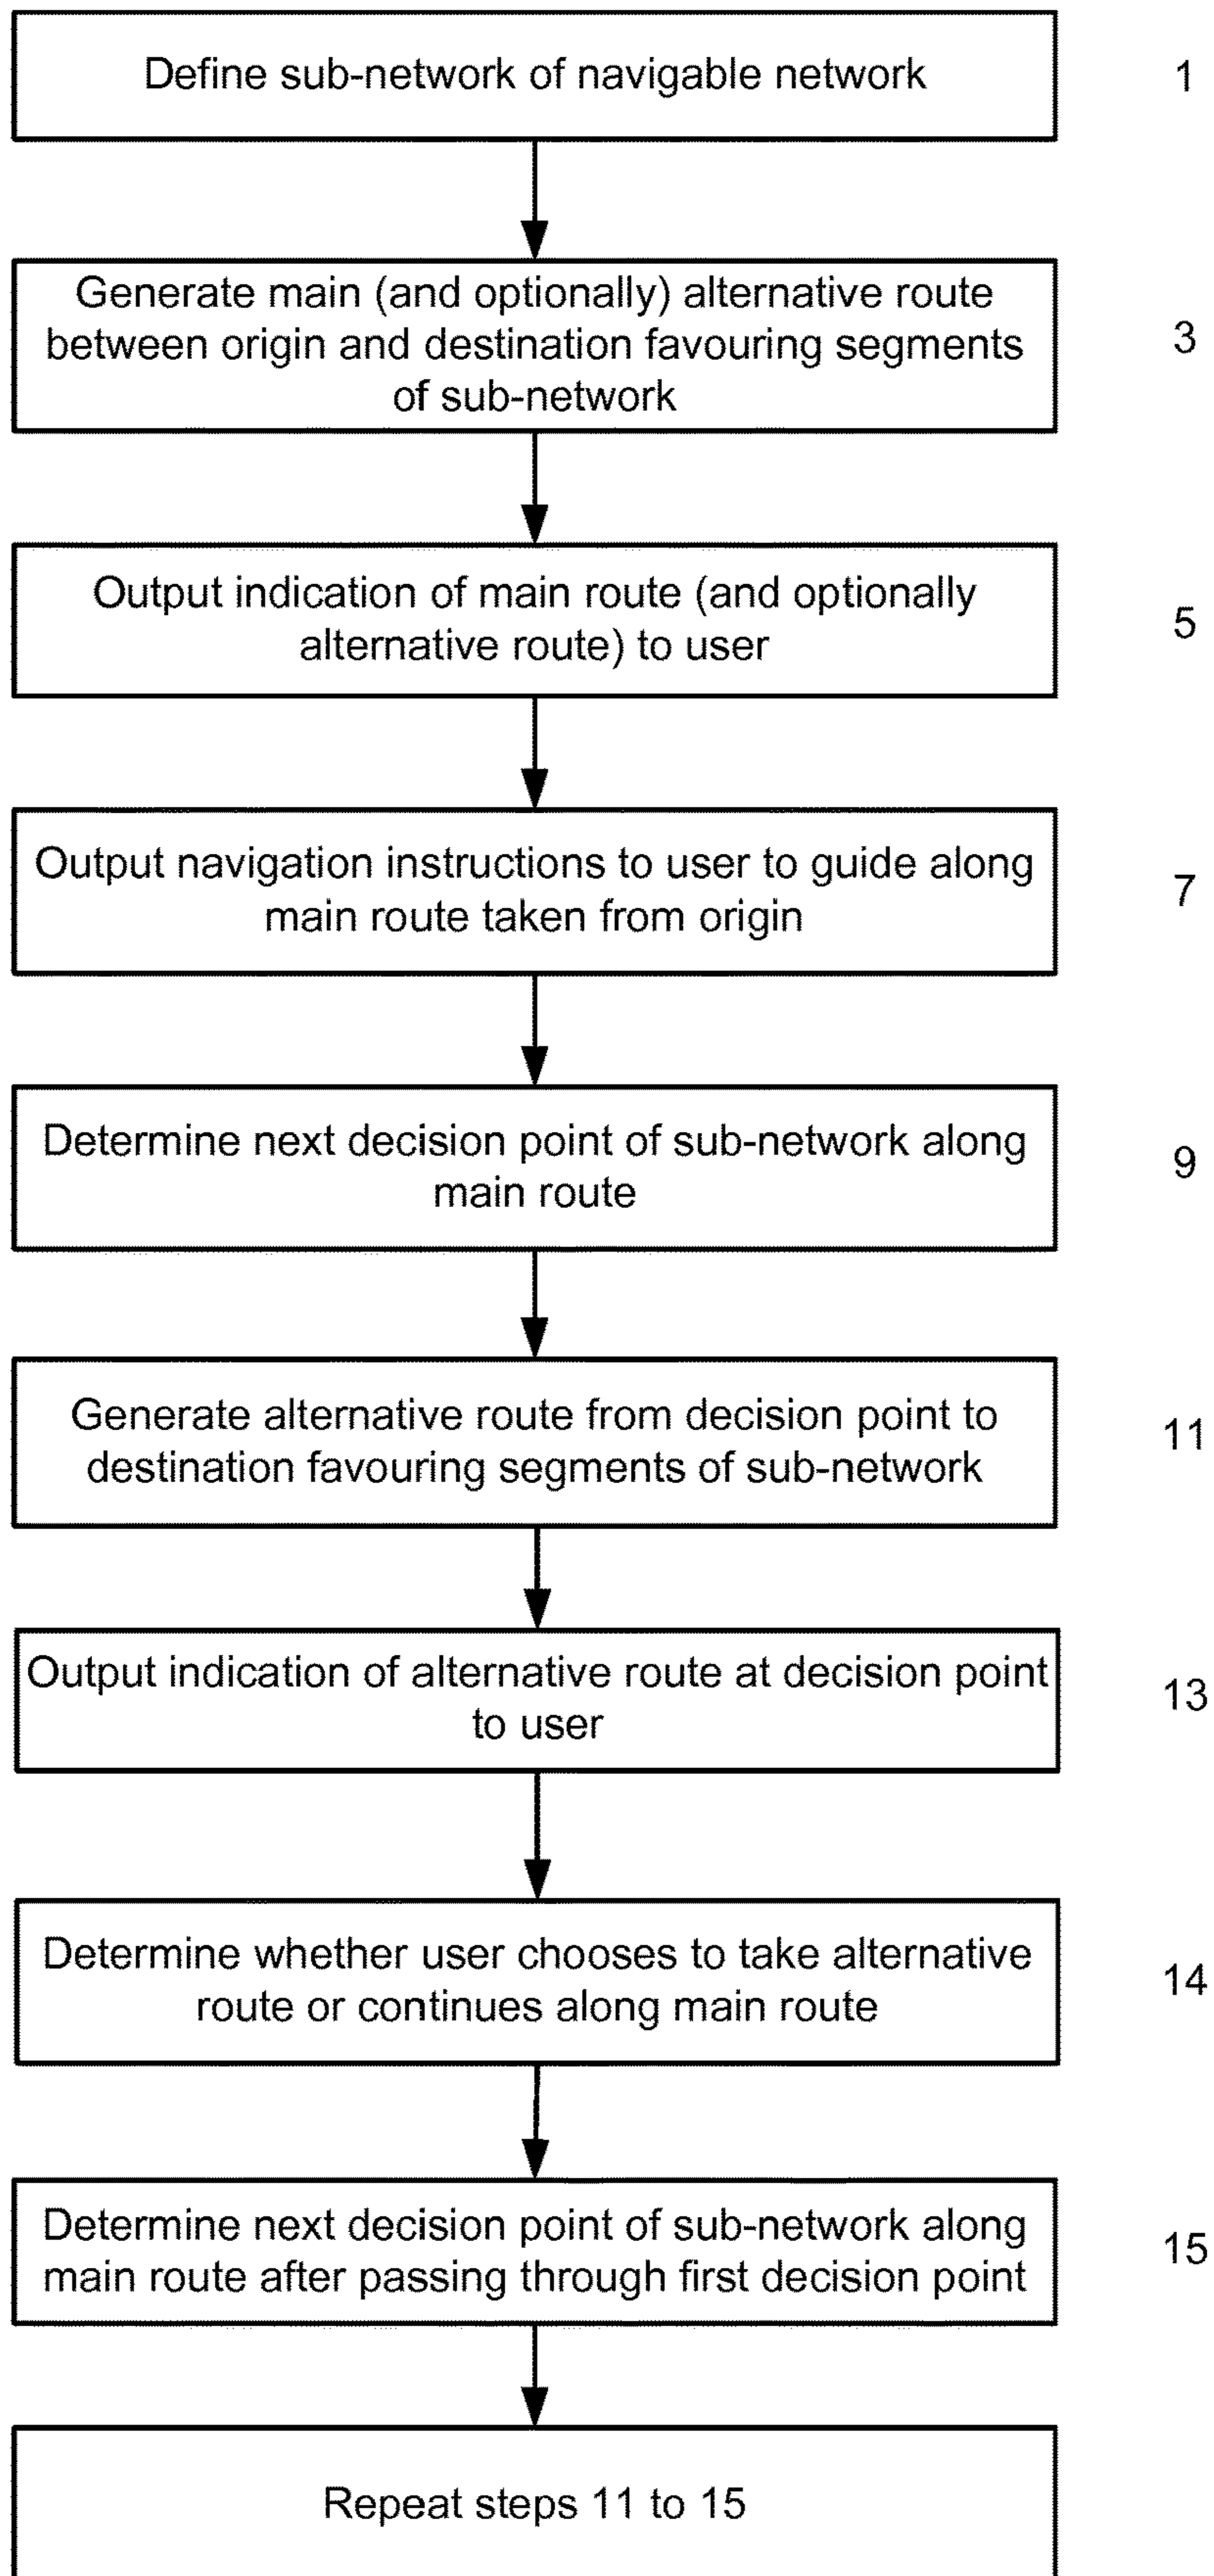 Define sub-network of navigable network
1
Generate main (and optionally) alternative route
between origin and destination favouring segments
of sub-network
3
Output indication of main route (and optionally
alternative route) to user
5
Output navigation instructions to user to guide along
main route taken from origin
7
Determine next decision point of sub-network along
main route
9
Generate alternative route from decision point to
destination favouring segments of sub-network
11
Output indication of alternative route at decision point
to user
13
Determine whether user chooses to take alternative
route or continues along main route
14
Determine next decision point of sub-network along
main route after passing through first decision point
15
Repeat steps 11 to 15